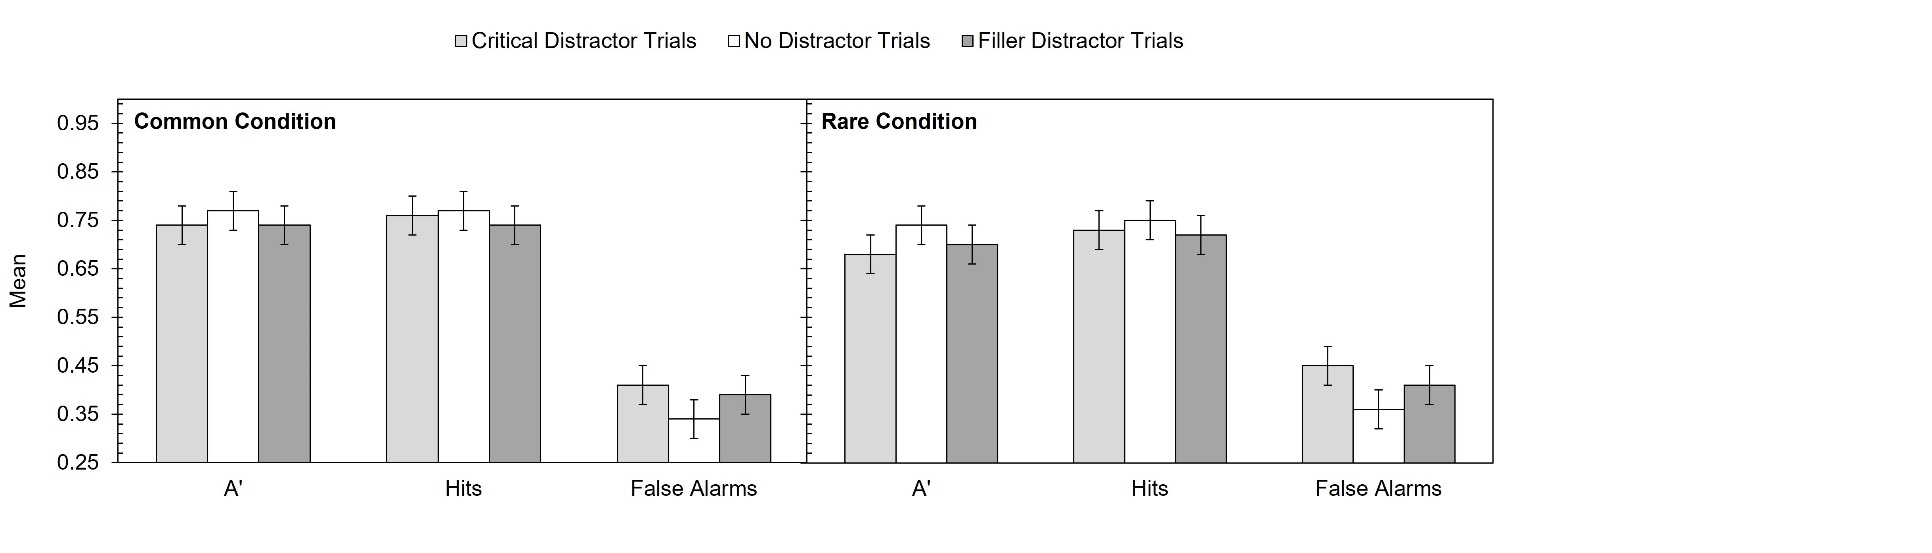 Critical Distractor Trials No Distractor Trials Filler Distractor Trials
Common Condition
Rare Condition
0.95
0.85
0.75
0.65
0.55
0.45
0.35
0.25
Mean
A' Hits False Alarms A' Hits False Alarms